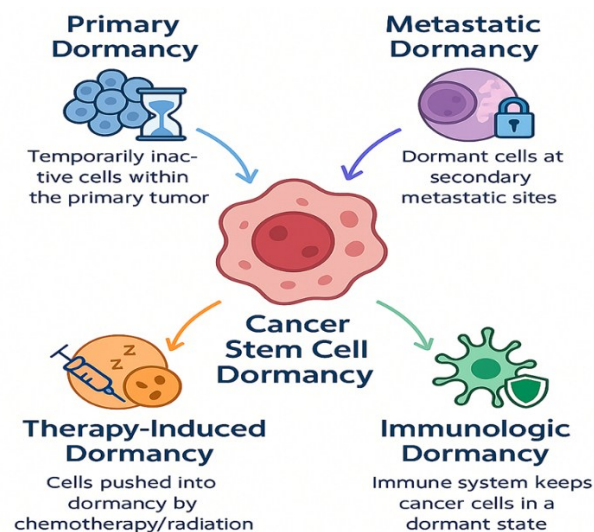 Primary
Dormancy
Temporarily inac-
tive cells within
the primary tumor
Metastatic
Dormancy
Dormant cells at
secondary
metastatic sites
Cancer
Stem Cell
Dormancy
z
z
Therapy-Induced
Dormancy
Cells pushed into
dormancy by
chemotherapy/radiation
Immunologic
Dormancy
Immune system keeps
cancer cells in a
dormant state